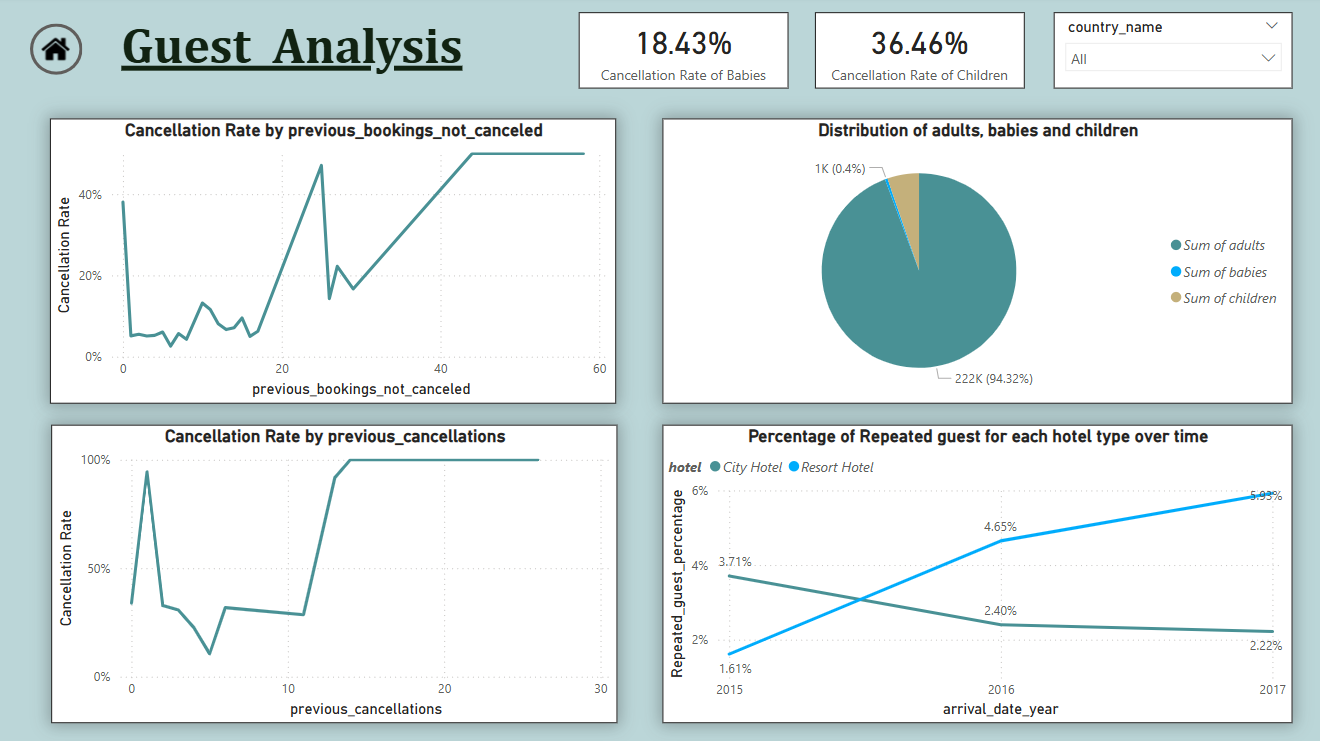 Guest Analysis
18.43%
Cancellation Rate of Babies
36.46%
Cancellation Rate of Children
country_name
All
Cancellation Rate by previous_bookings_not_canceled
Cancellation Rate
40%
20%
0%
0 20 40 60
previous_bookings_not_canceled
Distribution of adults, babies and children
1K (0.4%)
222K (94.32%)
Sum of adults
Sum of babies
Sum of children
Cancellation Rate by previous_cancellations
Cancellation Rate
100%
50%
0%
0 10 20 30
previous_cancellations
Percentage of Repeated guest for each hotel type over time
hotel City Hotel Resort Hotel
Repeated_guest_percentage
6%
4%
2%
3.71%
1.61%
4.65%
2.40%
5.93%
2.22%
2015 2016 2017
arrival_date_year